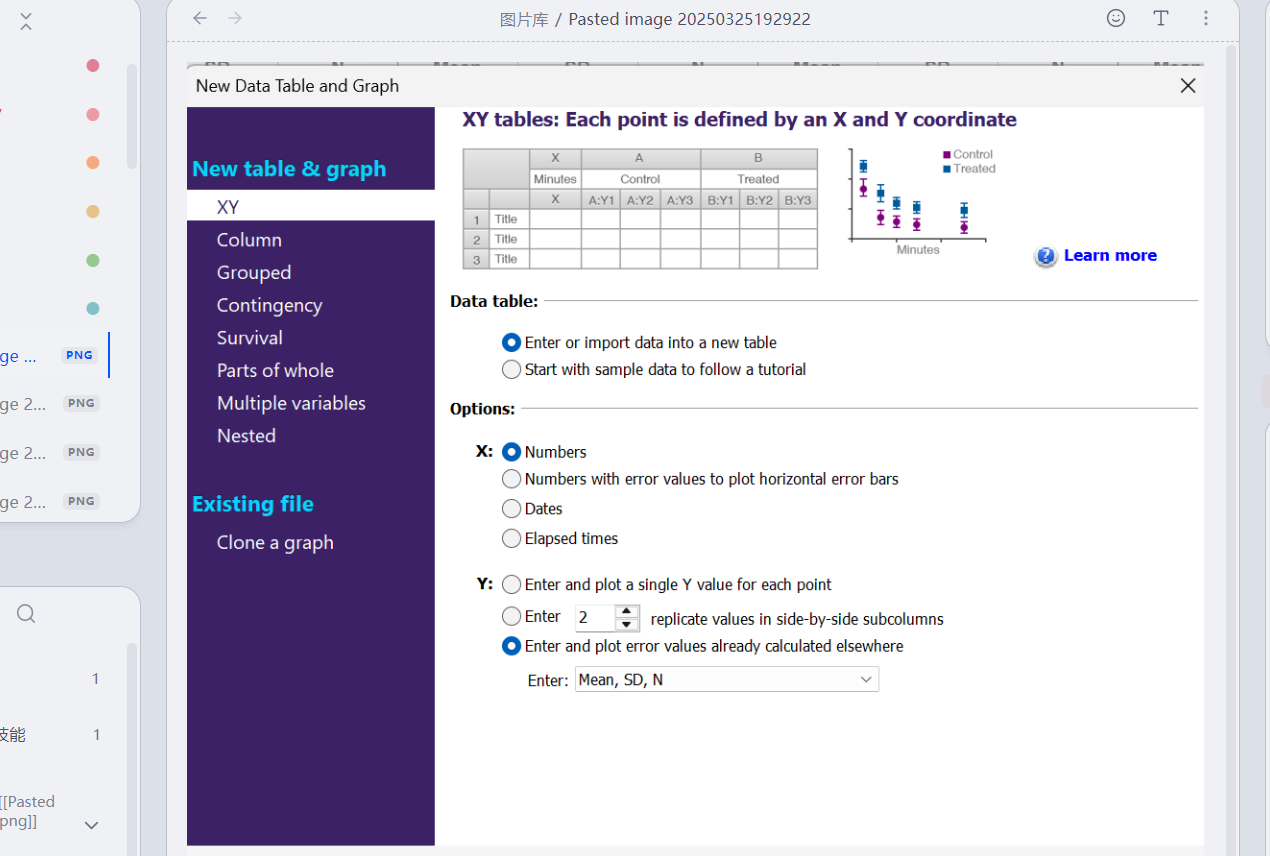 图片库 / Pasted image 20250325192922
New Data Table and Graph
New table & graph
XY
Column
Grouped
Contingency
Survival
Parts of whole
Multiple variables
Nested
Existing file
Clone a graph
XY tables: Each point is defined by an X and Y coordinate
X A B
Minutes Control Treated
X A:Y1 A:Y2 A:Y3 B:Y1 B:Y2 B:Y3
1 Title
2 Title
3 Title
Control
Treated
Minutes
Learn more
Data table:
Enter or import data into a new table
Start with sample data to follow a tutorial
Options:
X: Numbers
Numbers with error values to plot horizontal error bars
Dates
Elapsed times
Y: Enter and plot a single Y value for each point
Enter 2 replicate values in side-by-side subcolumns
Enter and plot error values already calculated elsewhere
Enter: Mean, SD, N
ge ... PNG
ge 2... PNG
ge 2... PNG
ge 2... PNG
1
技能 1
[[Pasted
png]]